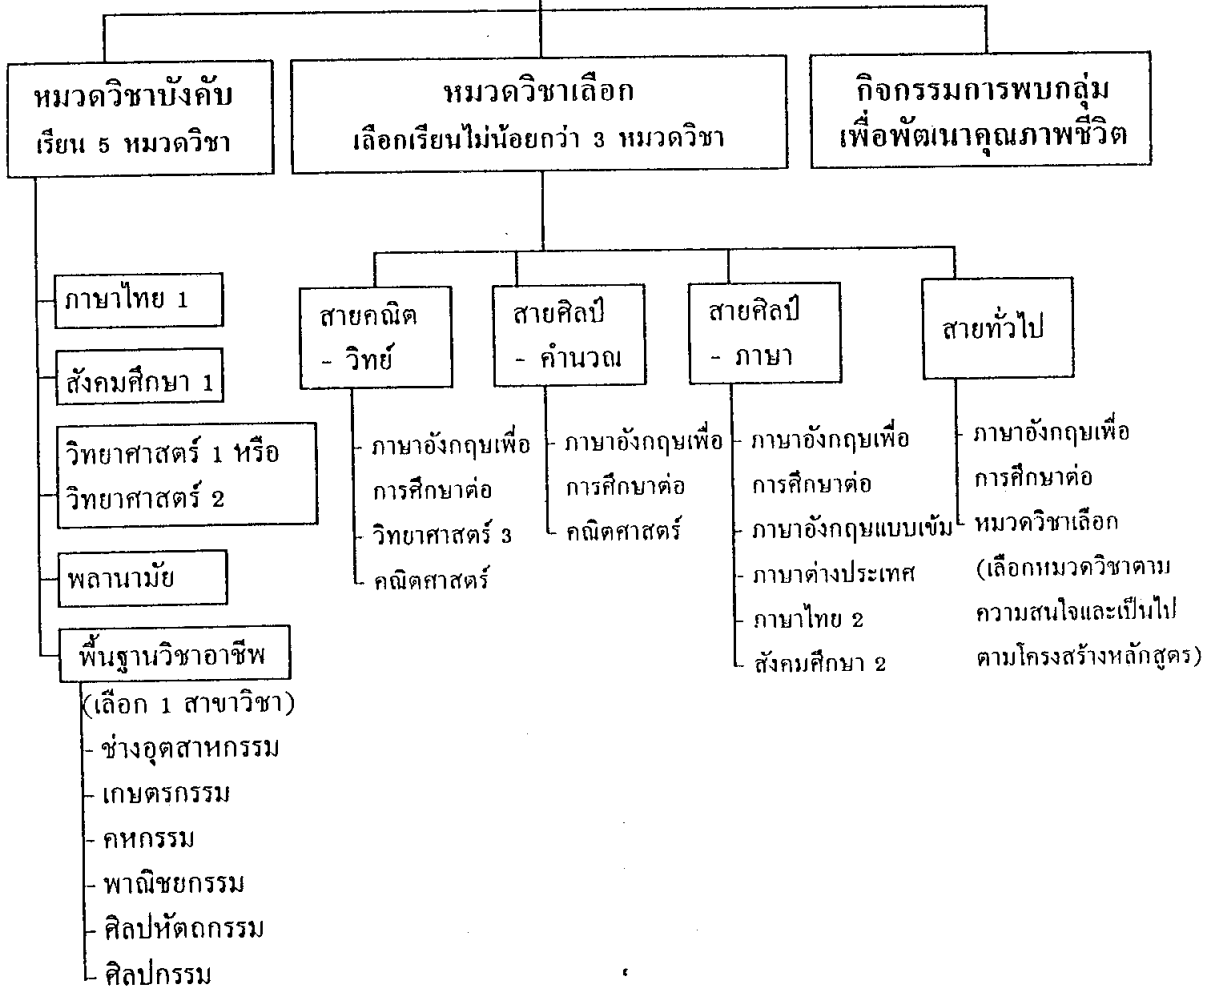 หมวดวิชาบังคับ
เรียน 5 หมวดวิชา
หมวดวิชาเลือก
เลือกเรียนไม่น้อยกว่า 3 หมวดวิชา
กิจกรรมการพบกลุ่ม
เพื่อพัฒนาคุณภาพชีวิต
ภาษาไทย 1
สังคมศึกษา 1
วิทยาศาสตร์ 1 หรือ
วิทยาศาสตร์ 2
พลานามัย
พื้นฐานวิชาอาชีพ
(เลือก 1 สาขาวิชา)
- ช่างอุตสาหกรรม
- เกษตรกรรม
- คหกรรม
- พาณิชยกรรม
- ศิลปหัตถกรรม
- ศิลปกรรม
สายคณิต
- วิทย์
- ภาษาอังกฤษเพื่อ
การศึกษาต่อ
- วิทยาศาสตร์ 3
- คณิตศาสตร์
สายศิลป์
- คำนวณ
- ภาษาอังกฤษเพื่อ
การศึกษาต่อ
- คณิตศาสตร์
สายศิลป์
- ภาษา
- ภาษาอังกฤษเพื่อ
การศึกษาต่อ
- ภาษาอังกฤษแบบเข้ม
- ภาษาต่างประเทศ
- ภาษาไทย 2
- สังคมศึกษา 2
สายทั่วไป
- ภาษาอังกฤษเพื่อ
การศึกษาต่อ
- หมวดวิชาเลือก
(เลือกหมวดวิชาตาม
ความสนใจและเป็นไป
ตามโครงสร้างหลักสูตร)